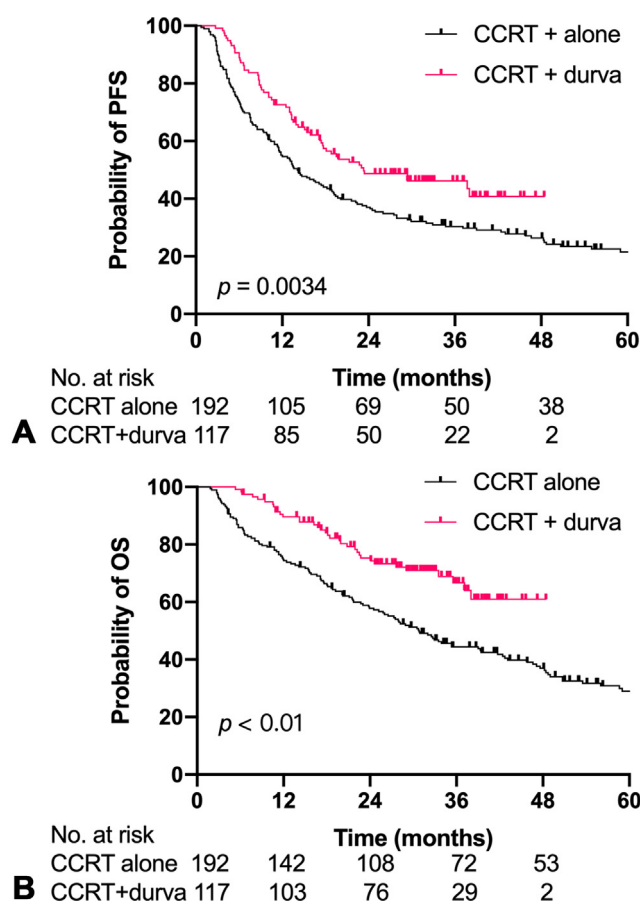 CCRT + alone
CCRT + durva
Probability of PFS
100
80
60
40
20
0
p = 0.0034
0 12 24 36 48 60
Time (months)
No. at risk
CCRT alone 192 105 69 50 38
CCRT+durva 117 85 50 22 2
A
CCRT alone
CCRT + durva
Probability of OS
100
80
60
40
20
0
p < 0.01
0 12 24 36 48 60
Time (months)
No. at risk
CCRT alone 192 142 108 72 53
CCRT+durva 117 103 76 29 2
B